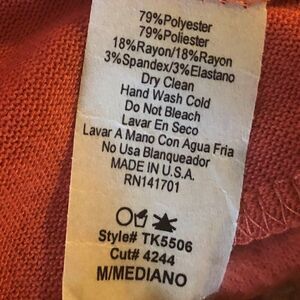 79%Polyester
79%Poliester
18%Rayon/18%Rayon
3%Spandex/3%Elastano
Dry Clean
Hand Wash Cold
Do Not Bleach
Lavar En Seco
Lavar A Mano Con Agua Fria
No Usa Blanqueador
MADE IN U.S.A.
RN141701
Style# TK5506
Cut# 4244
M/MEDIANO